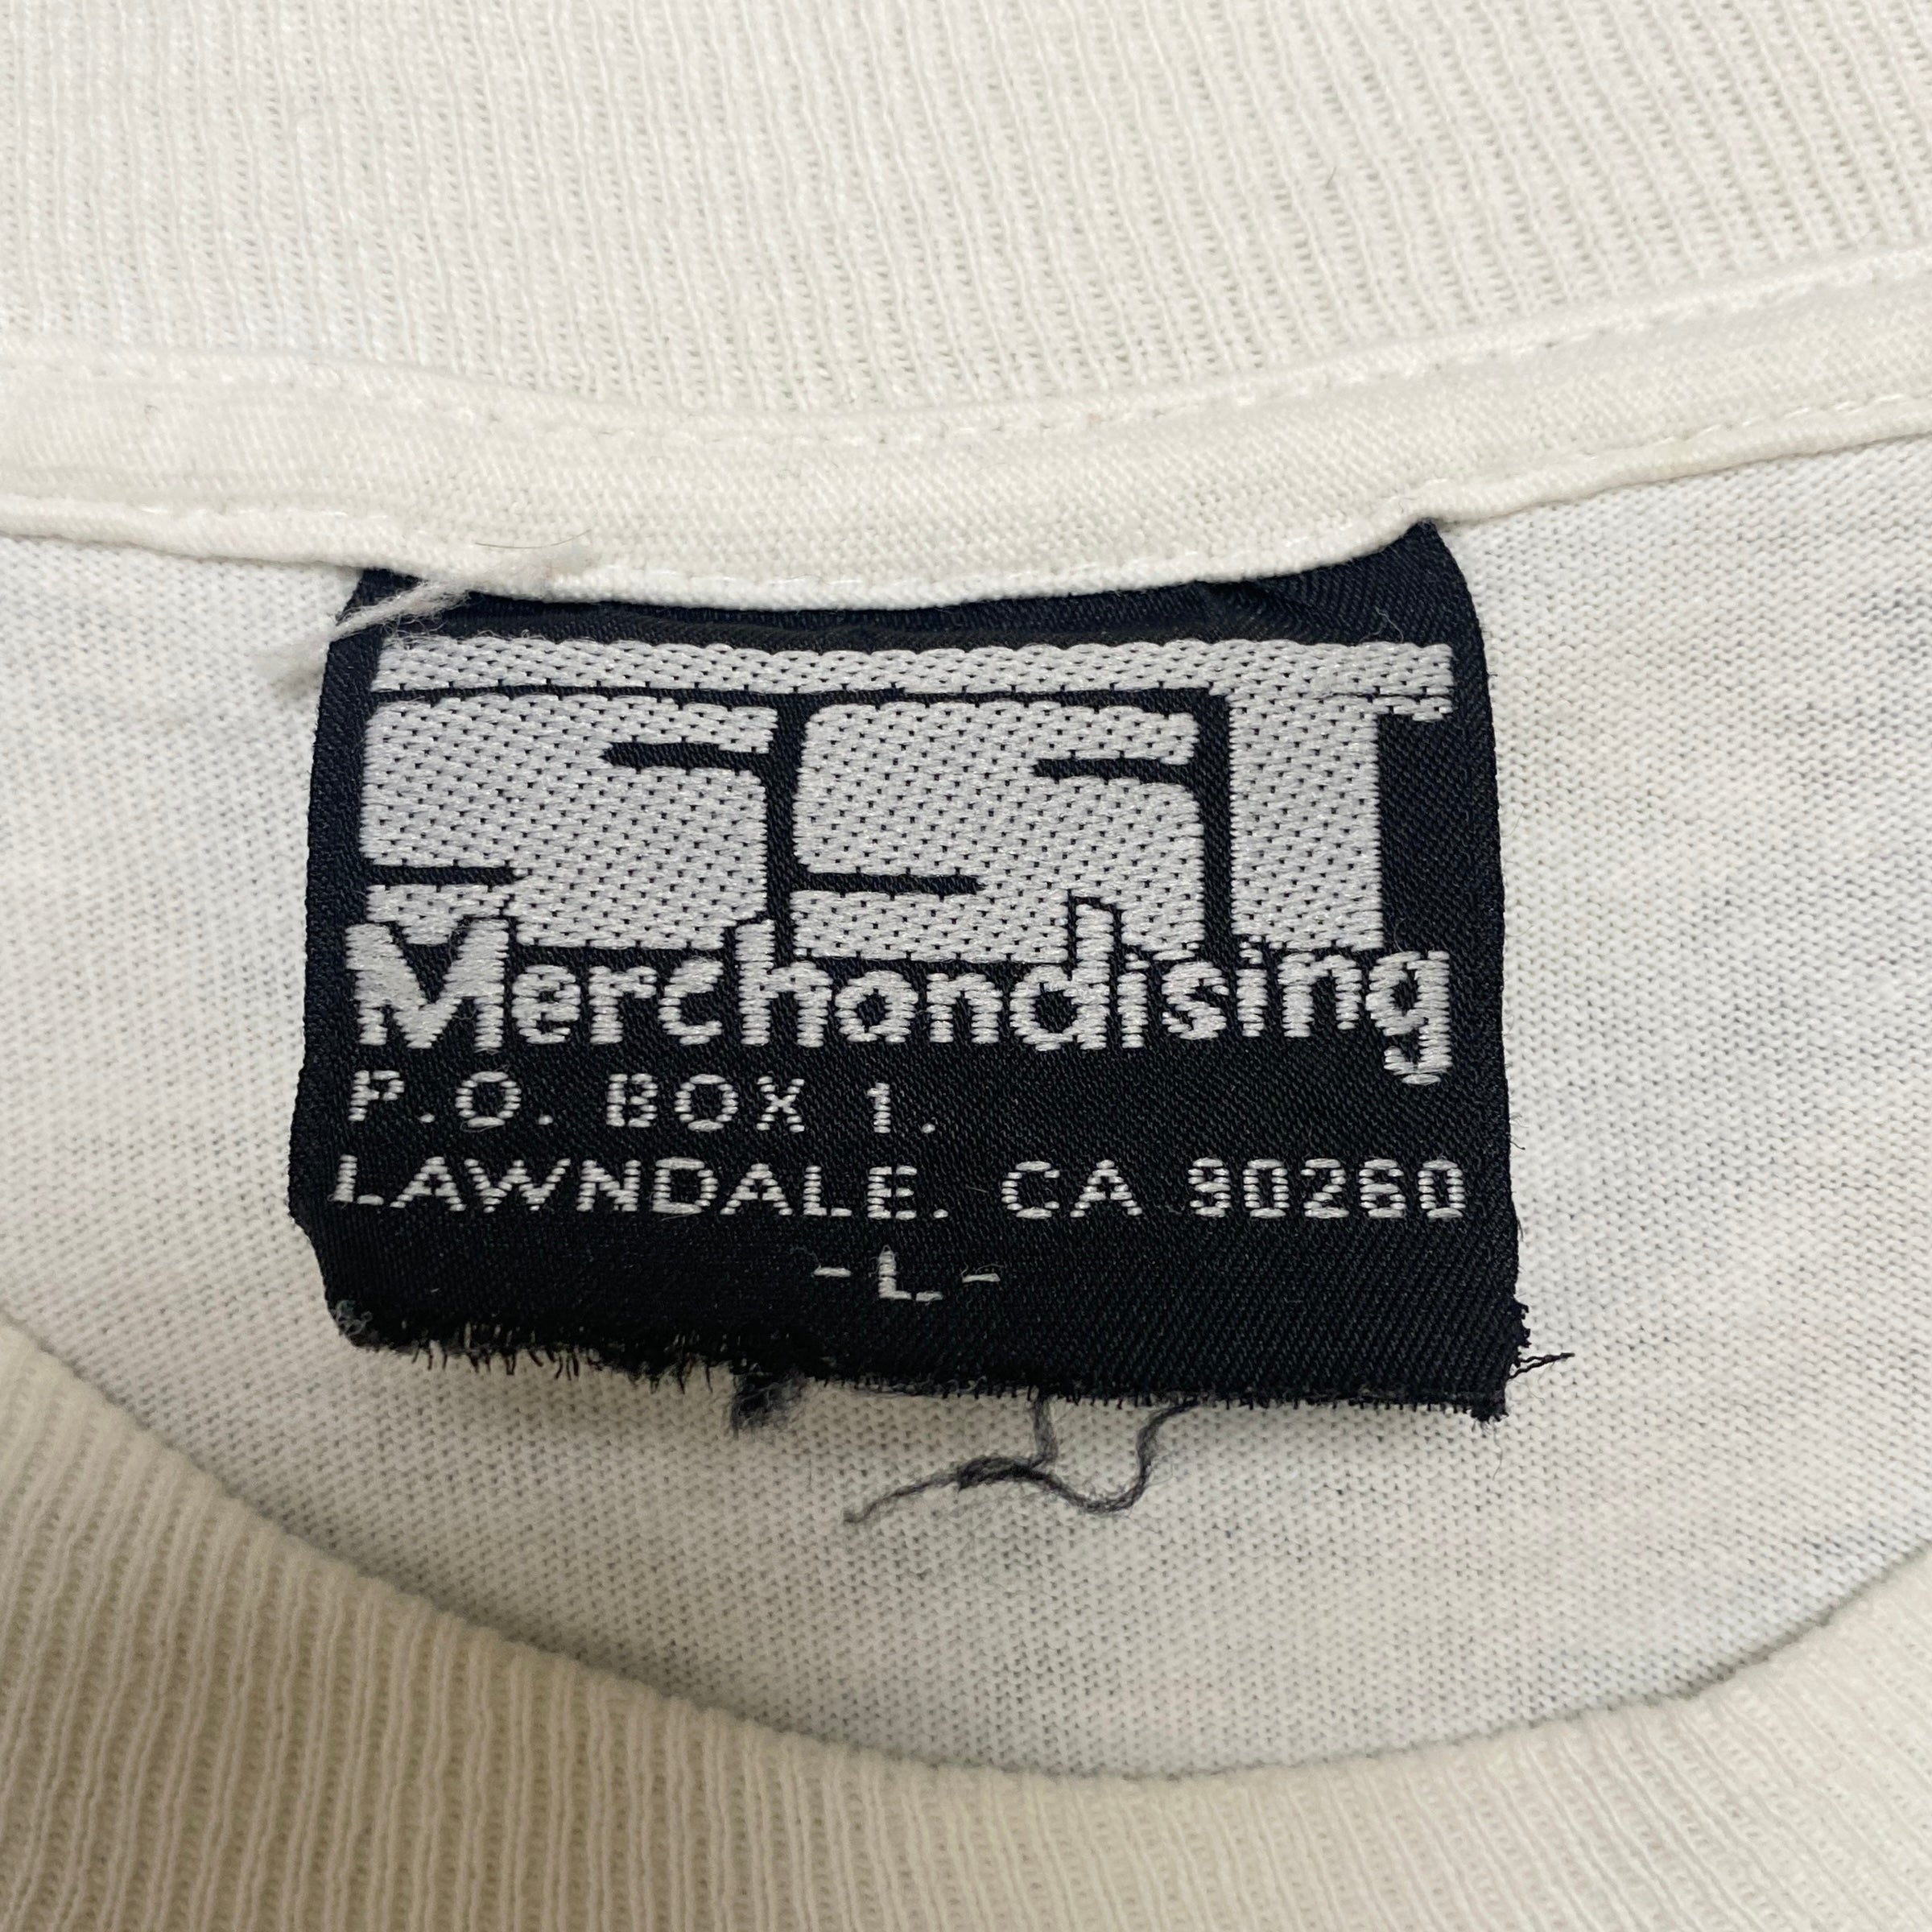 SST
Merchandising
P.O. BOX 1.
LAWNDALE. CA 90260
-L-